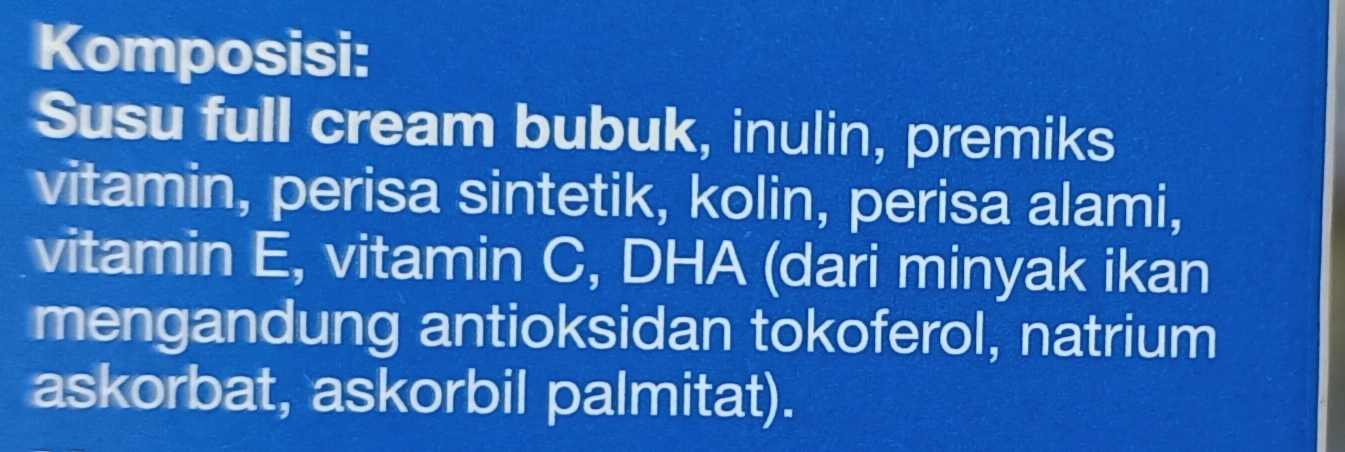 Komposisi:
Susu full cream bubuk, inulin, premiks
vitamin, perisa sintetik, kolin, perisa alami,
vitamin E, vitamin C, DHA (dari minyak ikan
mengandung antioksidan tokoferol, natrium
askorbat, askorbil palmitat).